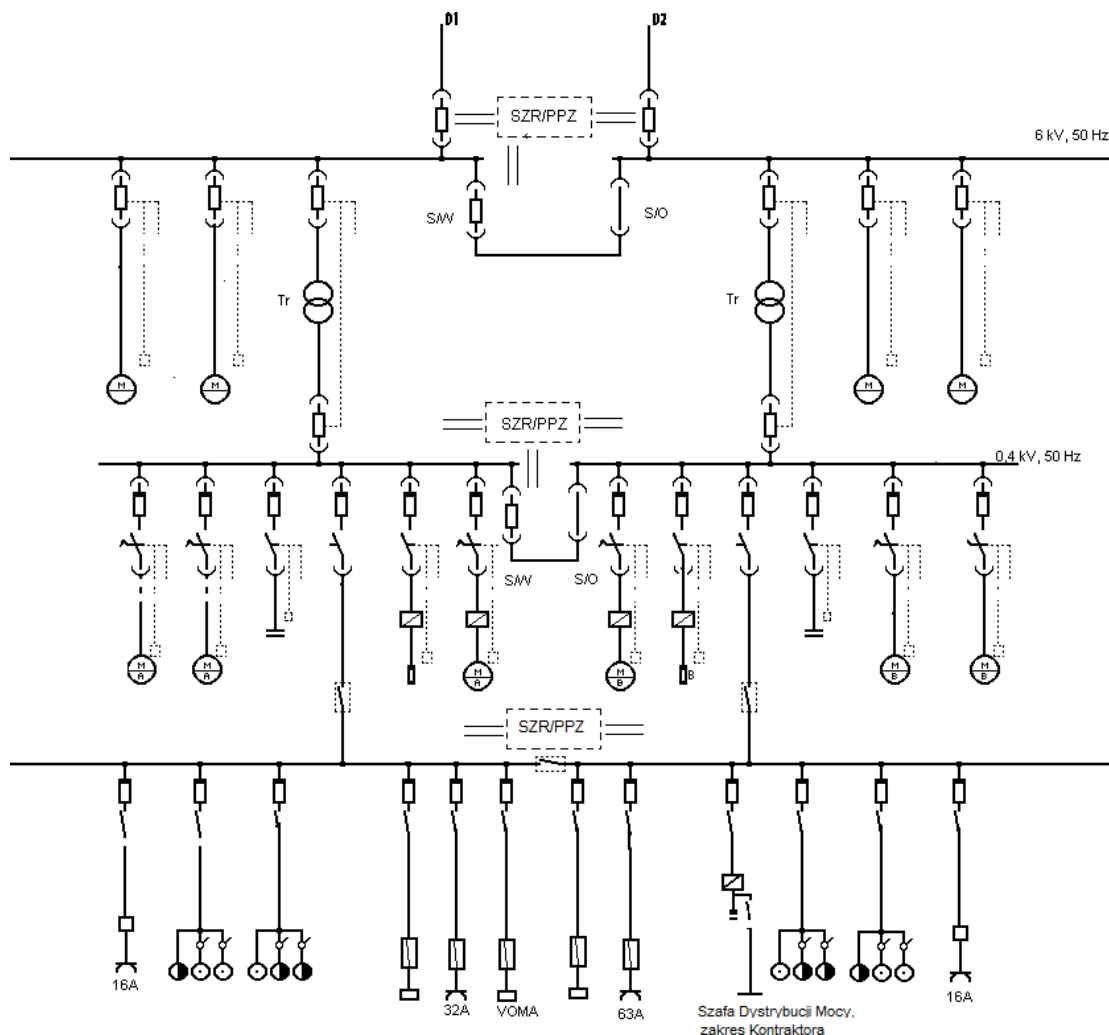 D1 D2
SZR/PPZ
6 kV, 50 Hz
S/W S/O
Tr Tr
M M M M
SZR/PPZ
0,4 kV, 50 Hz
S/W S/O
B
M A M A M A M B M B M B
SZR/PPZ
16A 32A VOMA 63A 16A
Szafa Dystrybucji Mocy,
zakres Kontraktora